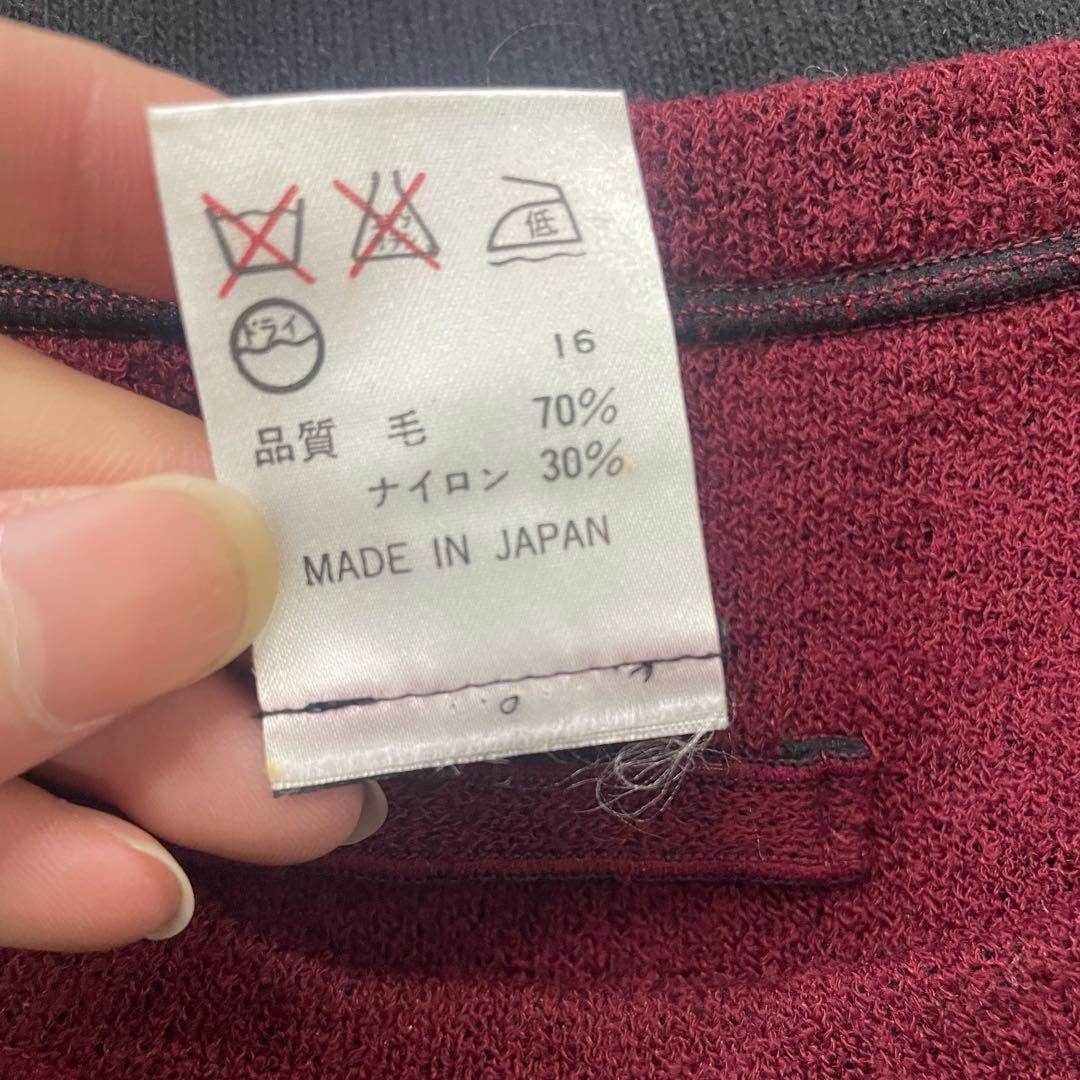 低
ドライ
16
品質 毛 70%
ナイロン 30%
MADE IN JAPAN